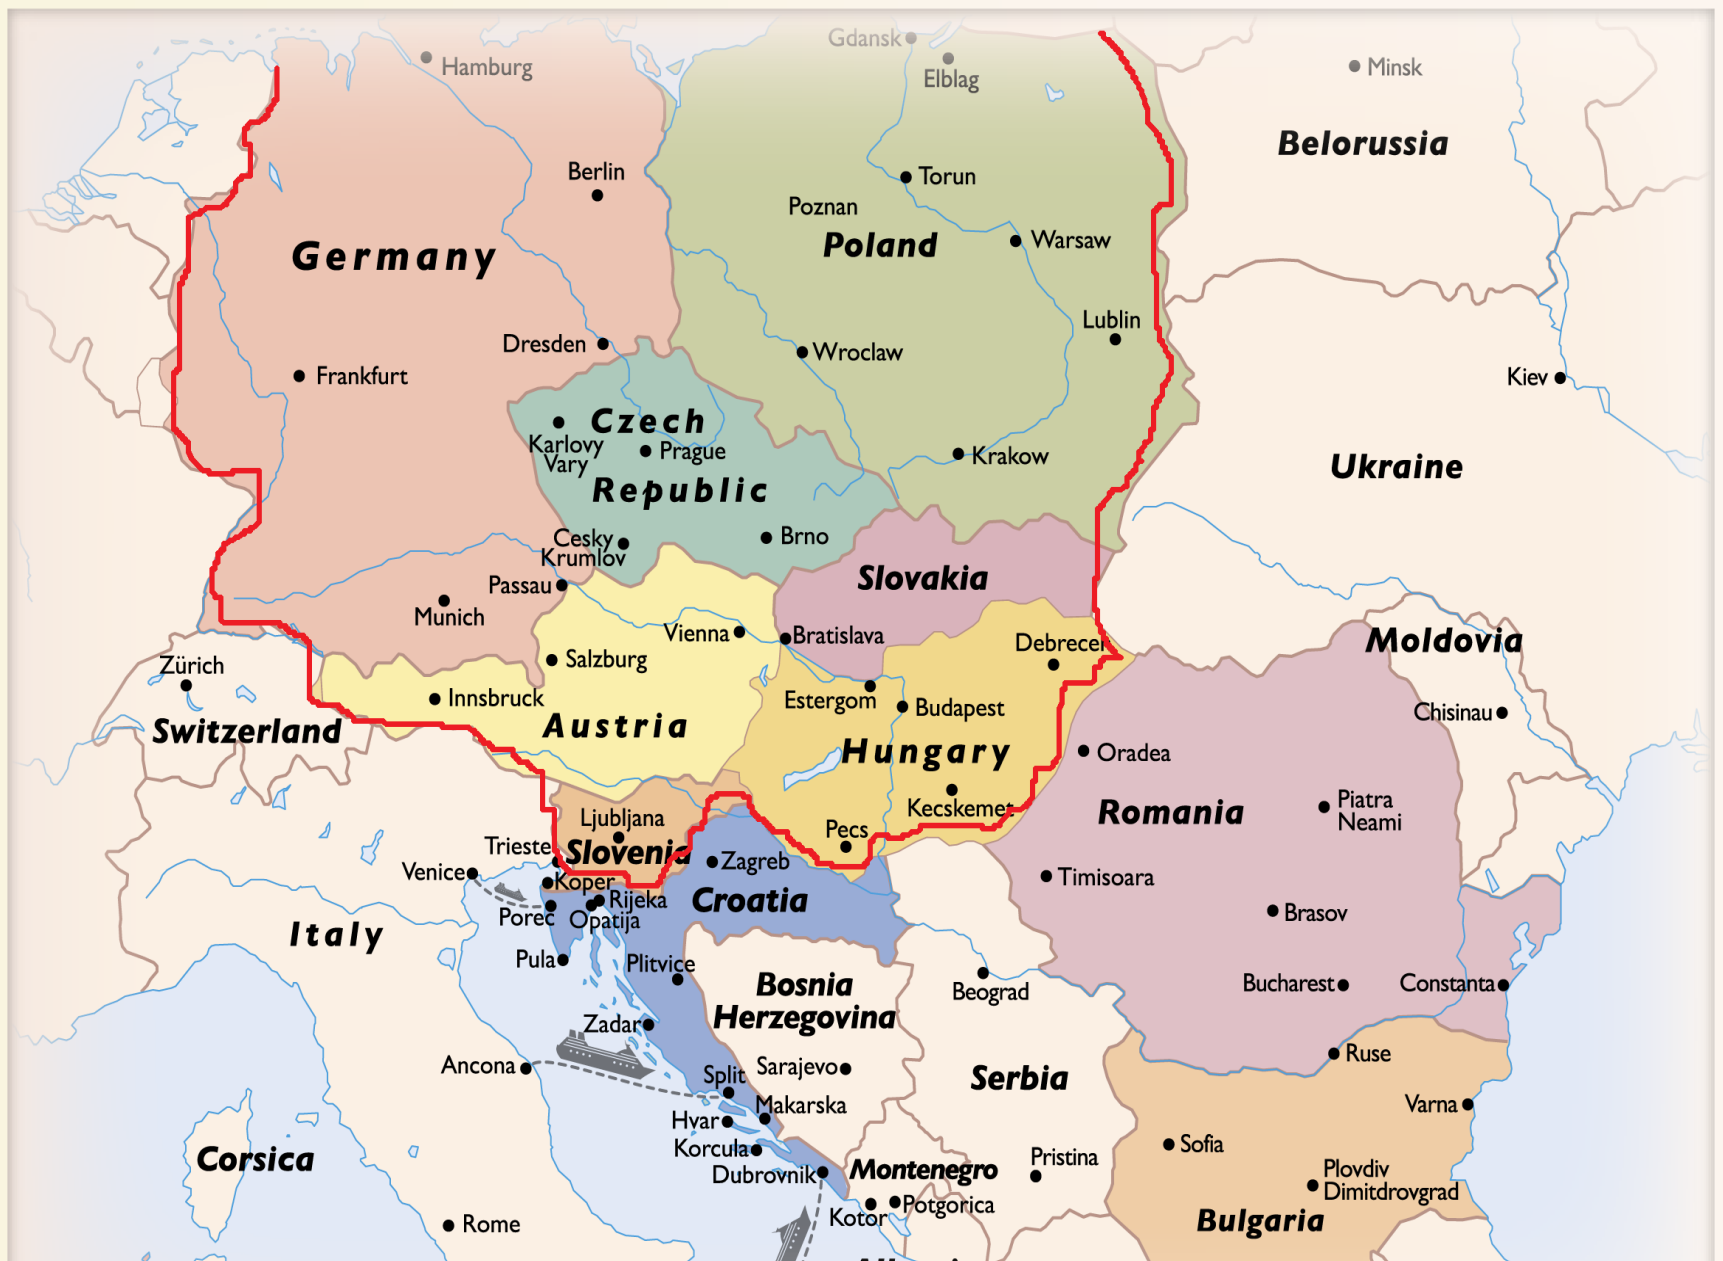 Gdansk
Elblag
Hamburg
Minsk
Belorussia
Berlin
Torun
Poznan
Poland
Warsaw
Germany
Lublin
Dresden
Wroclaw
Frankfurt
Kiev
Czech
Karlovy
Vary
Prague
Republic
Krakow
Ukraine
Cesky
Krumlov
Brno
Passau
Slovakia
Munich
Vienna
Bratislava
Debrecen
Moldovia
Zürich
Salzburg
Innsbruck
Estergom
Budapest
Chisinau
Switzerland
Austria
Hungary
Oradea
Kecskemet
Romania
Piatra
Neami
Ljubljana
Pecs
Trieste
Slovenia
Zagreb
Venice
Koper
Timisoara
Rijeka
Croatia
Porec
Opatija
Brasov
Italy
Pula
Plitvice
Bosnia
Herzegovina
Beograd
Bucharest
Constanta
Zadar
Ancona
Split
Sarajevo
Serbia
Ruse
Makarska
Hvar
Varna
Korcula
Sofia
Corsica
Dubrovnik
Montenegro
Pristina
Plovdiv
Dimitdrovgrad
Kotor
Potgorica
Rome
Bulgaria